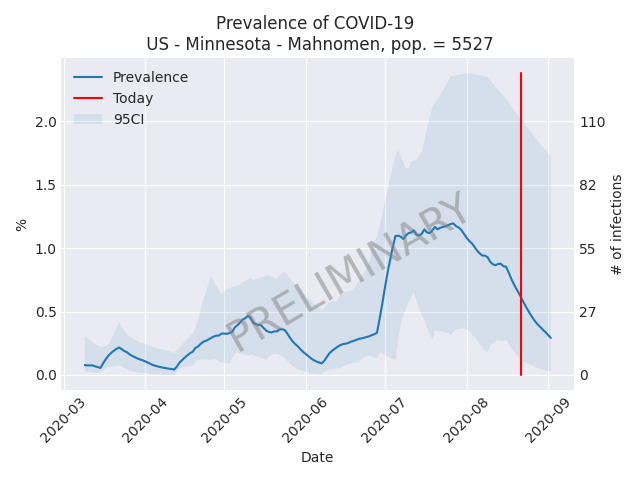 Prevalence of COVID-19
US - Minnesota - Mahnomen, pop. = 5527
Prevalence
Today
95CI
2.0
1.5
1.0
0.5
0.0
%
110
82
55
27
0
# of infections
PRELIMINARY
2020-03
2020-04
2020-05
2020-06
2020-07
2020-08
2020-09
Date